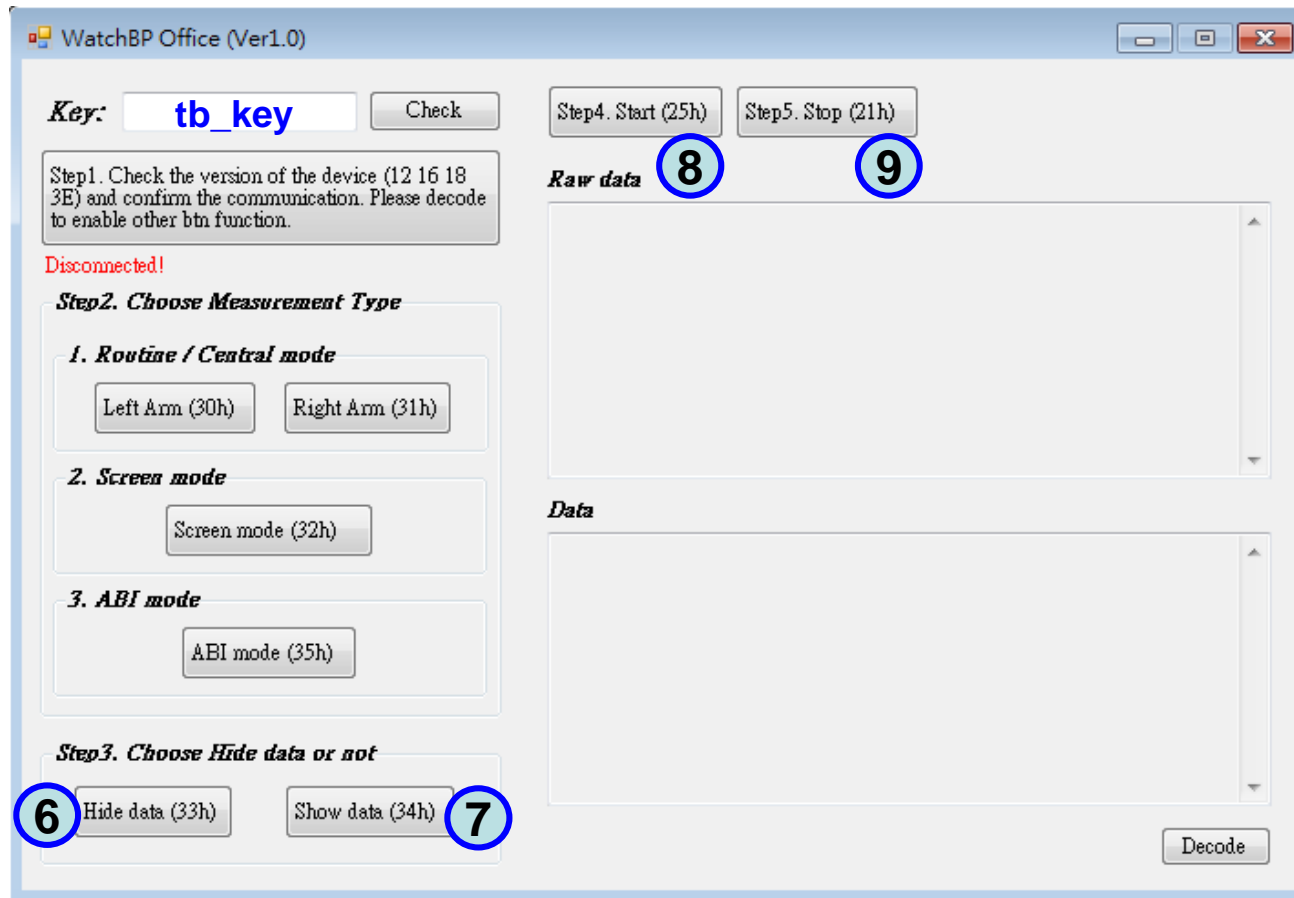 WatchBP Office (Ver1.0)
Key: tb_key Check
Step1. Check the version of the device (12 16 18
3E) and confirm the communication. Please decode
to enable other btn function.
Disconnected!
Step2. Choose Measurement Type
1. Routine / Central mode
Left Arm (30h) Right Arm (31h)
2. Screen mode
Screen mode (32h)
3. ABI mode
ABI mode (35h)
Step3. Choose Hide data or not
6 Hide data (33h) Show data (34h) 7
Step4. Start (25h) Step5. Stop (21h)
8 9
Raw data
Data
Decode